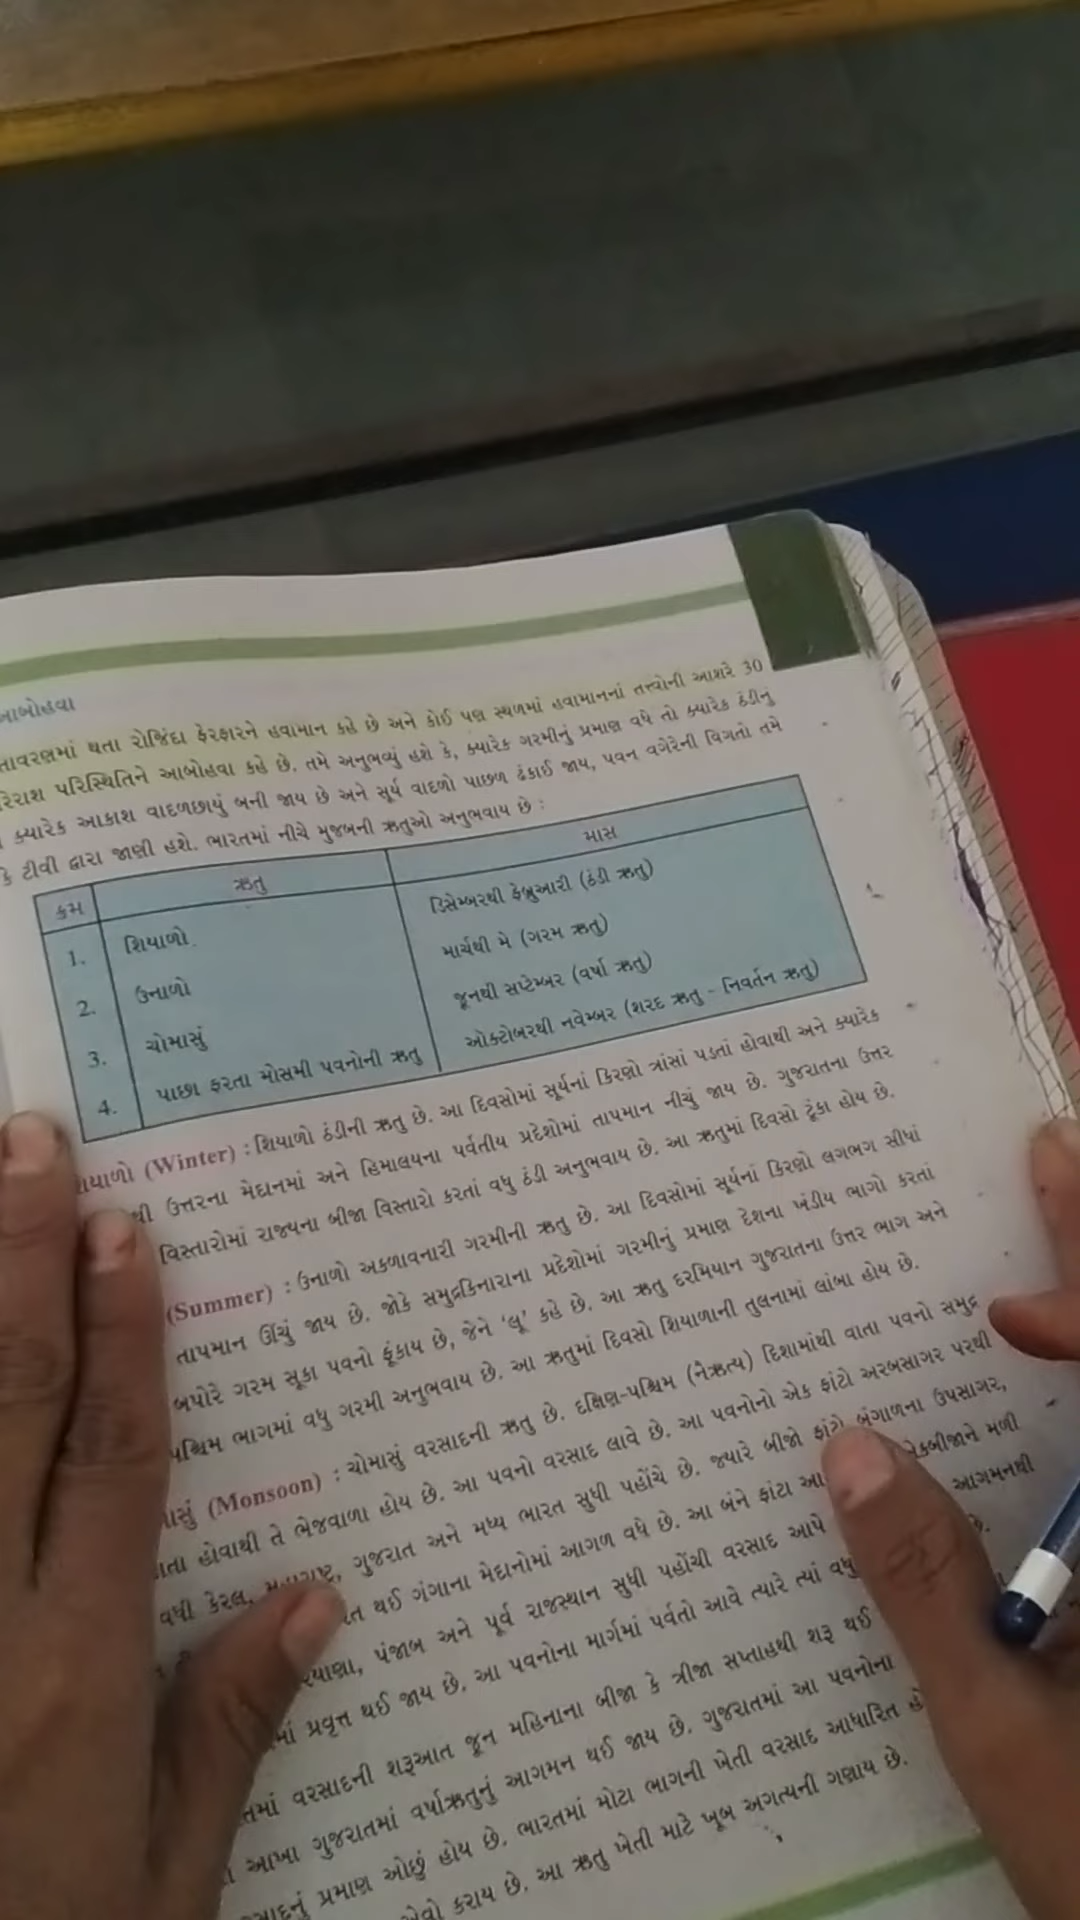 આબોહવા
તાવરણમાં થતા રોજિંદા ફેરફારને હવામાન કહે છે અને કોઈ પણ સ્થળમાં હવામાનનાં તત્ત્વોની આશરે 30
રેરાશ પરિસ્થિતિને આબોહવા કહે છે. તમે અનુભવ્યું હશે કે, ક્યારેક ગરમીનું પ્રમાણ વધે તો ક્યારેક ઠંડીનું
ક્યારેક આકાશ વાદળછાયું બની જાય છે અને સૂર્ય વાદળો પાછળ ઢંકાઈ જાય, પવન વગેરેની વિગતો તમે
કે ટીવી દ્વારા જાણી હશે. ભારતમાં નીચે મુજબની ઋતુઓ અનુભવાય છે :
ક્રમ ઋતુ માસ
1. શિયાળો ડિસેમ્બરથી ફેબ્રુઆરી (ઠંડી ઋતુ)
2. ઉનાળો માર્ચથી મે (ગરમ ઋતુ)
3. ચોમાસું જૂનથી સપ્ટેમ્બર (વર્ષા ઋતુ)
4. પાછા ફરતા મોસમી પવનોની ઋતુ ઑક્ટોબરથી નવેમ્બર (શરદ ઋતુ - નિવર્તન ઋતુ)
યાળો (Winter) : શિયાળો ઠંડીની ઋતુ છે. આ દિવસોમાં સૂર્યનાં કિરણો ત્રાંસાં પડતાં હોવાથી અને ક્યારેક
થી ઉત્તરના મેદાનમાં અને હિમાલયના પર્વતીય પ્રદેશોમાં તાપમાન નીચું જાય છે. ગુજરાતના ઉત્તર
વિસ્તારોમાં રાજ્યના બીજા વિસ્તારો કરતાં વધુ ઠંડી અનુભવાય છે. આ ઋતુમાં દિવસો ટૂંકા હોય છે.
(Summer) : ઉનાળો અકળાવનારી ગરમીની ઋતુ છે. આ દિવસોમાં સૂર્યનાં કિરણો લગભગ સીધાં
તાપમાન ઊંચું જાય છે. જોકે સમુદ્રકિનારાના પ્રદેશોમાં ગરમીનું પ્રમાણ દેશના ખંડીય ભાગો કરતાં
બપોરે ગરમ સૂકા પવનો ફૂંકાય છે, જેને ‘લૂ’ કહે છે. આ ઋતુ દરમિયાન ગુજરાતના ઉત્તર ભાગ અને
પશ્ચિમ ભાગમાં વધુ ગરમી અનુભવાય છે. આ ઋતુમાં દિવસો શિયાળાની તુલનામાં લાંબા હોય છે.
માસું (Monsoon) : ચોમાસું વરસાદની ઋતુ છે. દક્ષિણ-પશ્ચિમ (નૈઋત્ય) દિશામાંથી વાતા પવનો સમુદ્ર
તા હોવાથી તે ભેજવાળા હોય છે. આ પવનો વરસાદ લાવે છે. આ પવનોનો એક ફાંટો અરબસાગર પરથી
વધી કેરલ, ગુજરાત અને મધ્ય ભારત સુધી પહોંચે છે. જ્યારે બીજો ફાંટો બંગાળના ઉપસાગર,
થઈ ગંગાના મેદાનોમાં આગળ વધે છે. આ બંને ફાંટા આ એકબીજાને મળી
યાણા, પંજાબ અને પૂર્વ રાજસ્થાન સુધી પહોંચી વરસાદ આપે છે.
માં પ્રવૃત્ત થઈ જાય છે. આ પવનોના માર્ગમાં પર્વતો આવે ત્યારે ત્યાં વધુ આગમનથી
તમાં વરસાદની શરૂઆત જૂન મહિનાના બીજા કે ત્રીજા સપ્તાહથી શરૂ થઈ
આખા ગુજરાતમાં વર્ષાઋતુનું આગમન થઈ જાય છે. ગુજરાતમાં આ પવનોના
સાદનું પ્રમાણ ઓછું હોય છે. ભારતમાં મોટા ભાગની ખેતી વરસાદ આધારિત હો
કરાય છે. આ ઋતુ ખેતી માટે ખૂબ અગત્યની ગણાય છે.